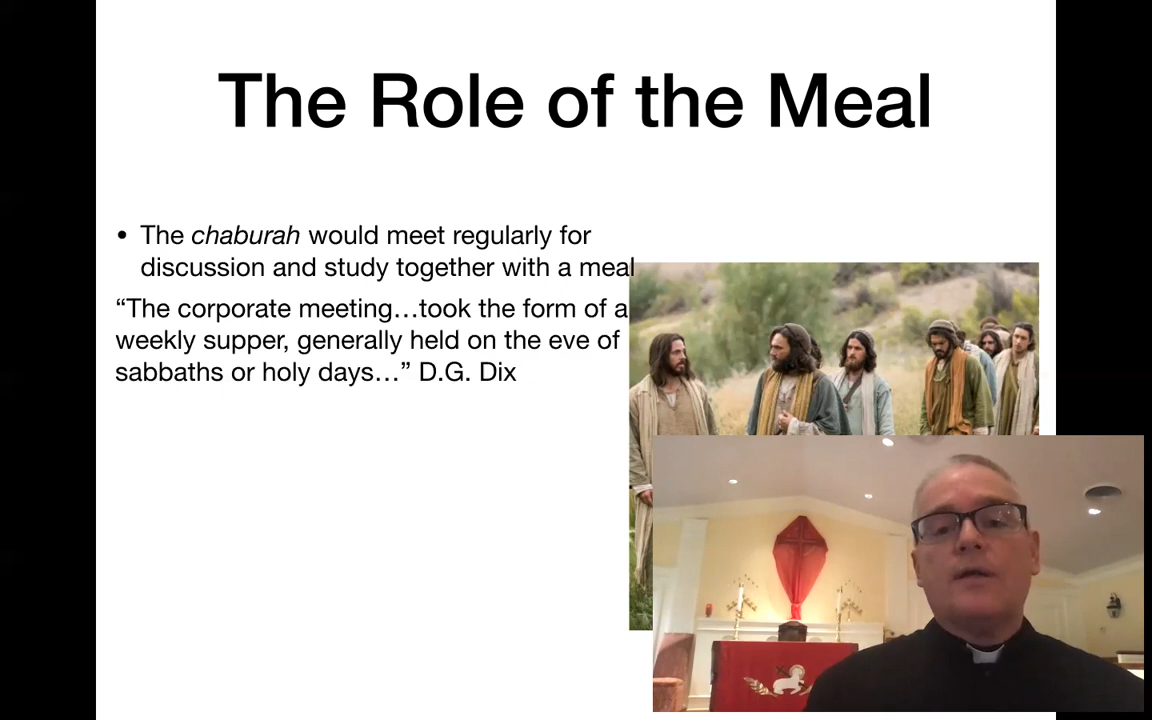 The Role of the Meal
• The chaburah would meet regularly for
discussion and study together with a meal
“The corporate meeting…took the form of a
weekly supper, generally held on the eve of
sabbaths or holy days…” D.G. Dix